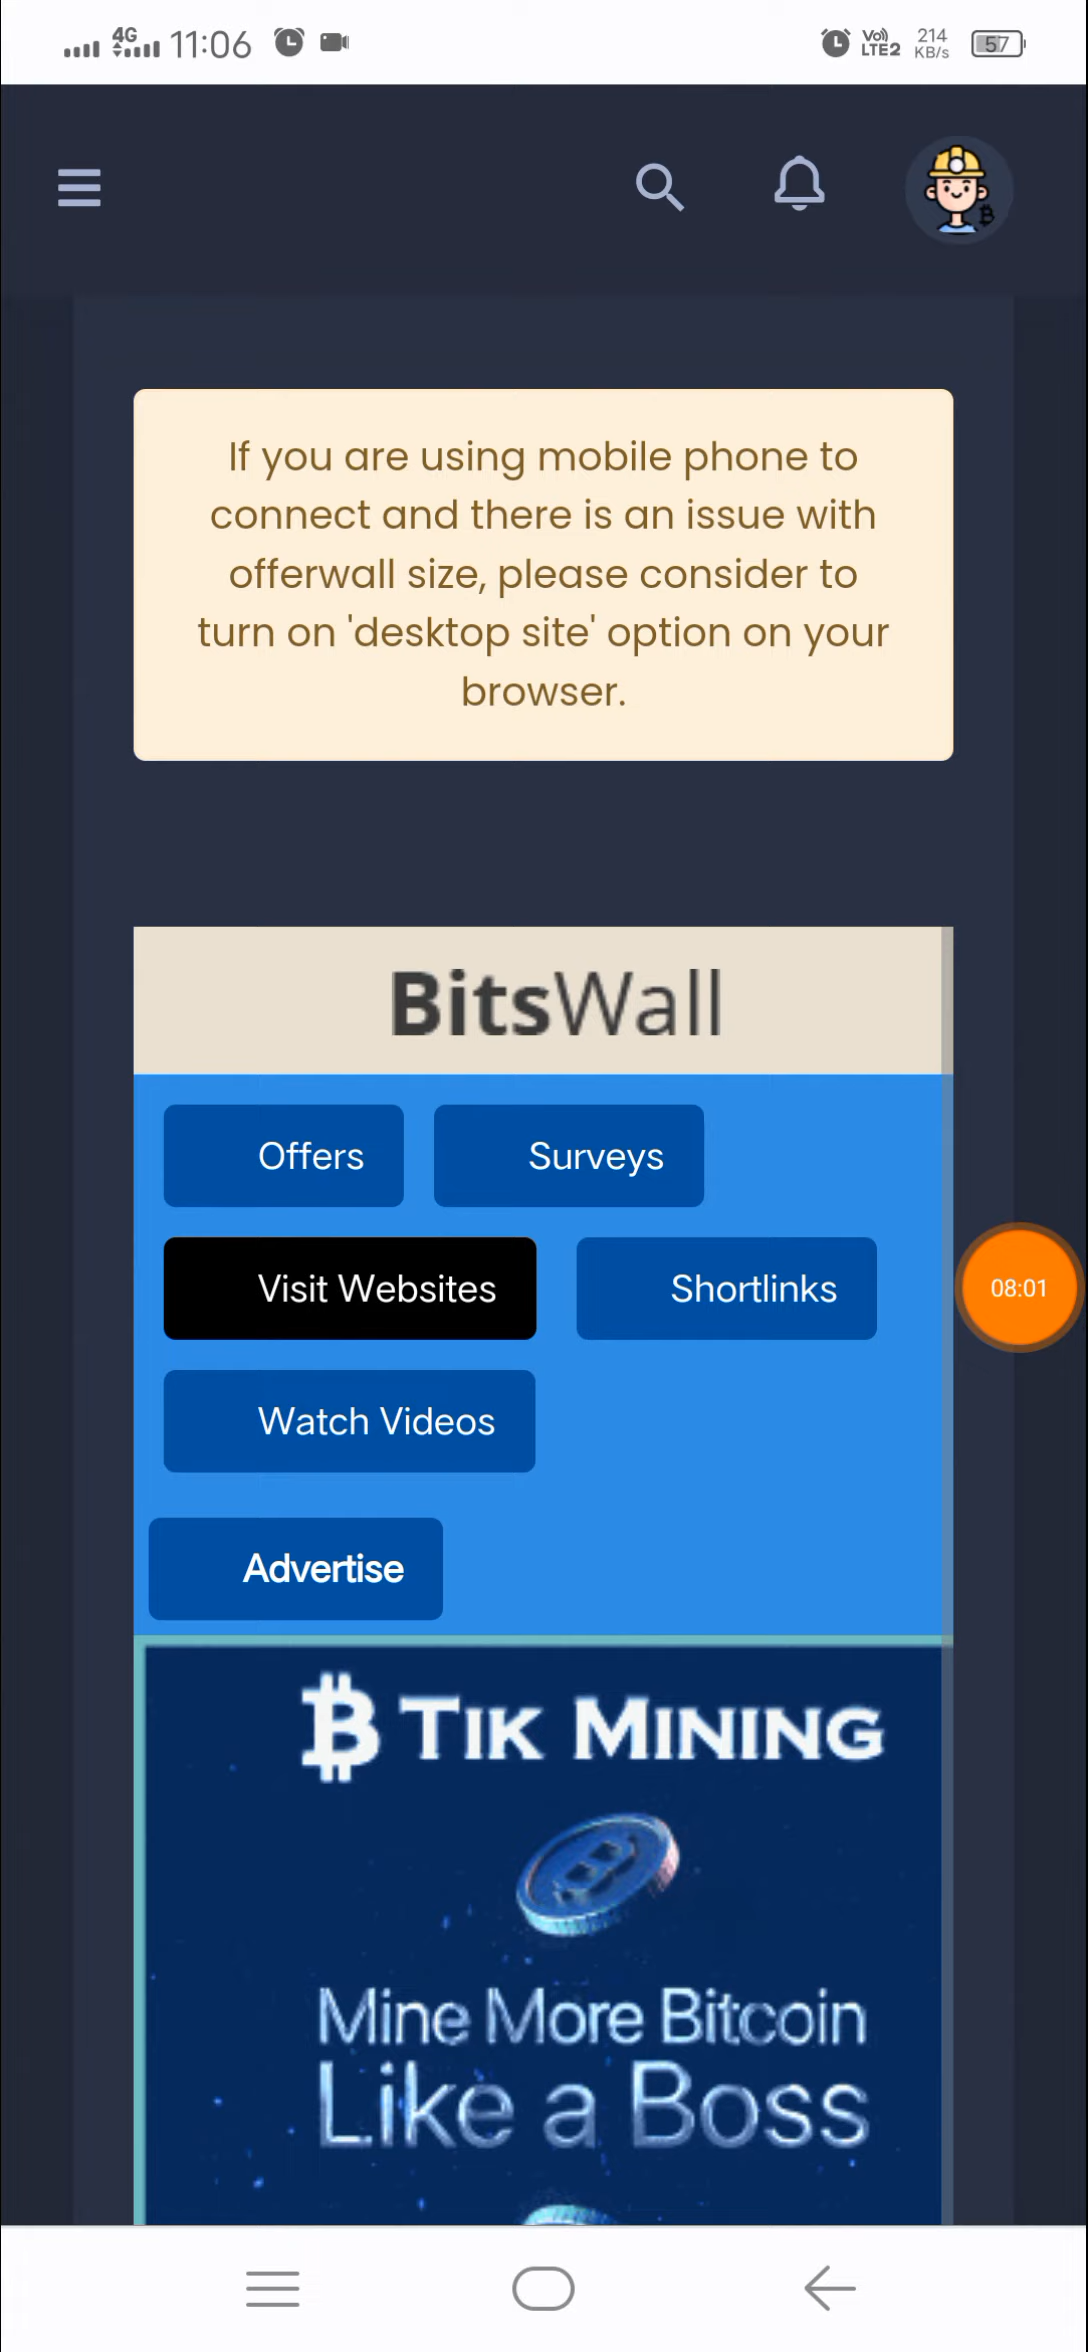 4G 11:06 Vo) LTE2 214 KB/s 57
If you are using mobile phone to
connect and there is an issue with
offerwall size, please consider to
turn on 'desktop site' option on your
browser.
BitsWall
Offers Surveys
Visit Websites Shortlinks
08:01
Watch Videos
Advertise
₿ TIK MINING
Mine More Bitcoin
Like a Boss